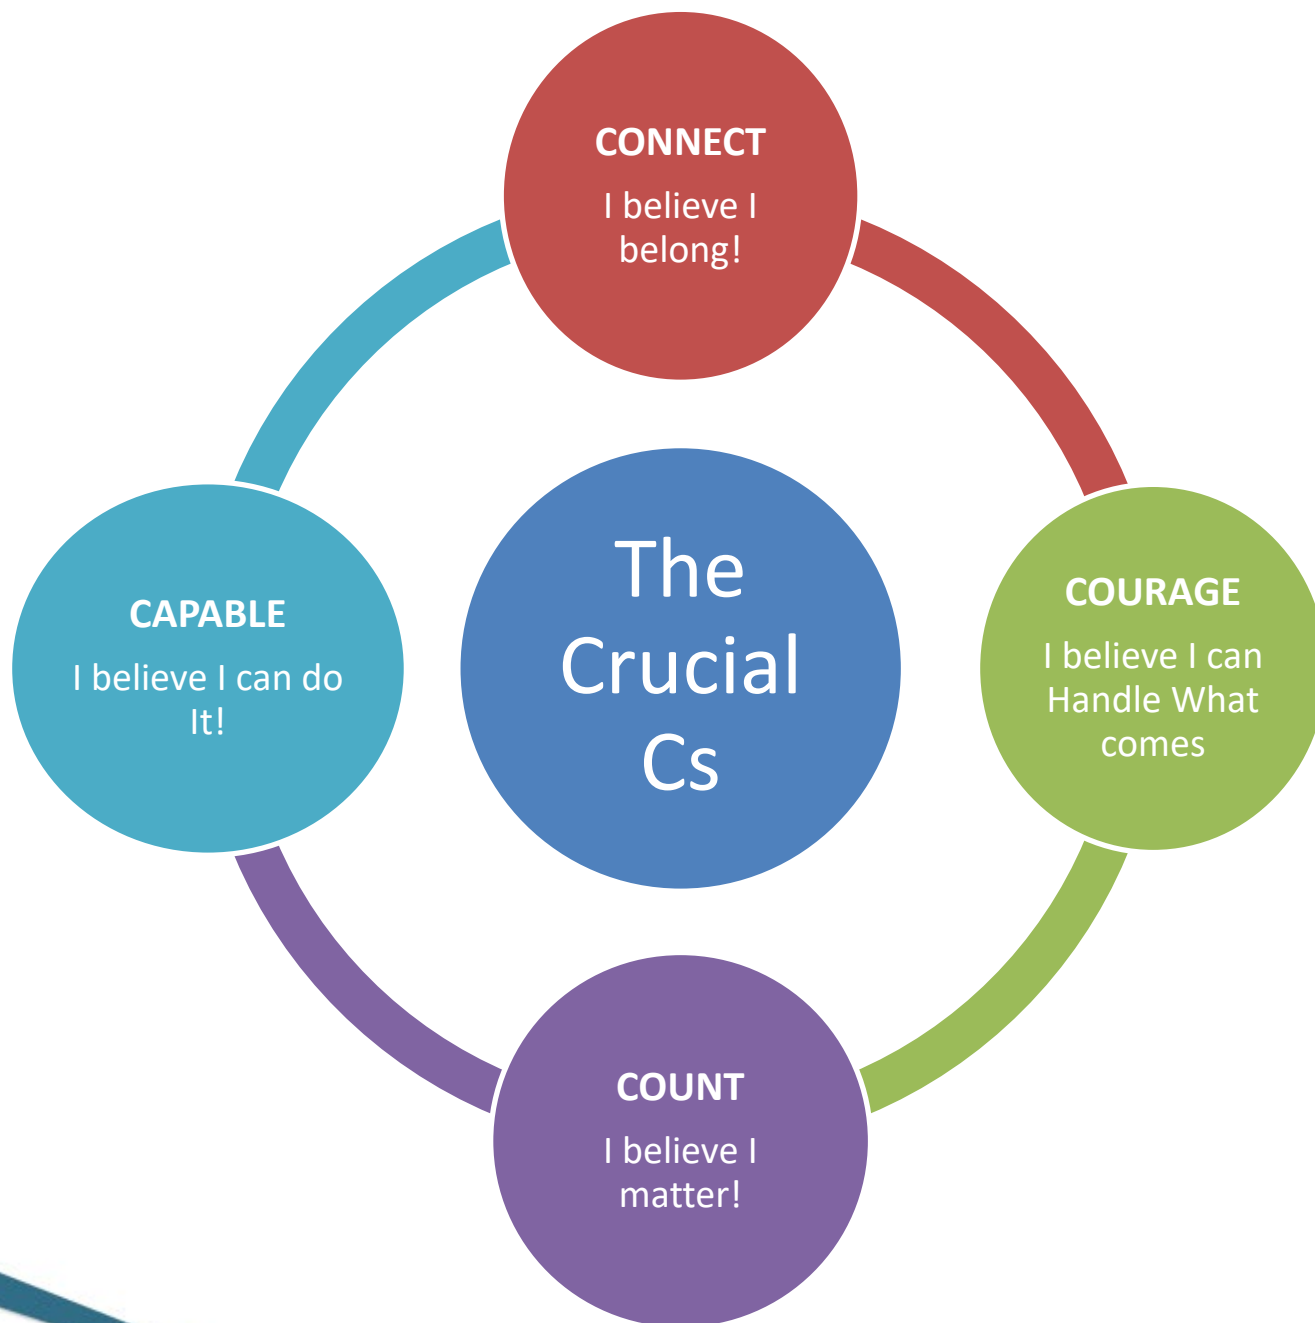 CONNECT
I believe I
belong!
COURAGE
I believe I can
Handle What
comes
The
Crucial
Cs
CAPABLE
I believe I can do
It!
COUNT
I believe I
matter!